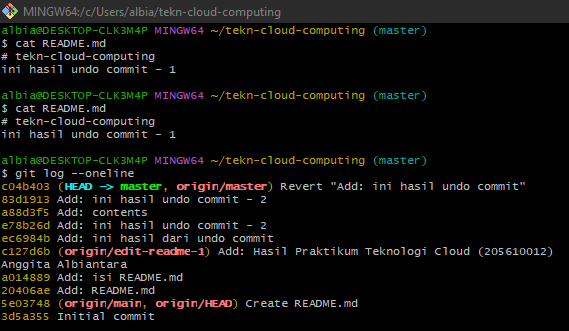 MINGW64:/c/Users/albia/tekn-cloud-computing
albia@DESKTOP-CLK3M4P MINGW64 ~/tekn-cloud-computing (master)
$ cat README.md
# tekn-cloud-computing
ini hasil undo commit - 1
albia@DESKTOP-CLK3M4P MINGW64 ~/tekn-cloud-computing (master)
$ cat README.md
# tekn-cloud-computing
ini hasil undo commit - 1
albia@DESKTOP-CLK3M4P MINGW64 ~/tekn-cloud-computing (master)
$ git log --oneline
c04b403 (HEAD -> master, origin/master) Revert "Add: ini hasil undo commit"
83d1913 Add: ini hasil undo commit - 2
a88d3f5 Add: contents
e78b26d Add: ini hasil undo commit - 2
ec6984b Add: ini hasil dari undo commit
c127d6b (origin/edit-readme-1) Add: Hasil Praktikum Teknologi Cloud (205610012)
Anggita Albiantara
a014889 Add: isi README.md
20406ae Add: README.md
5e03748 (origin/main, origin/HEAD) Create README.md
3d5a355 Initial commit